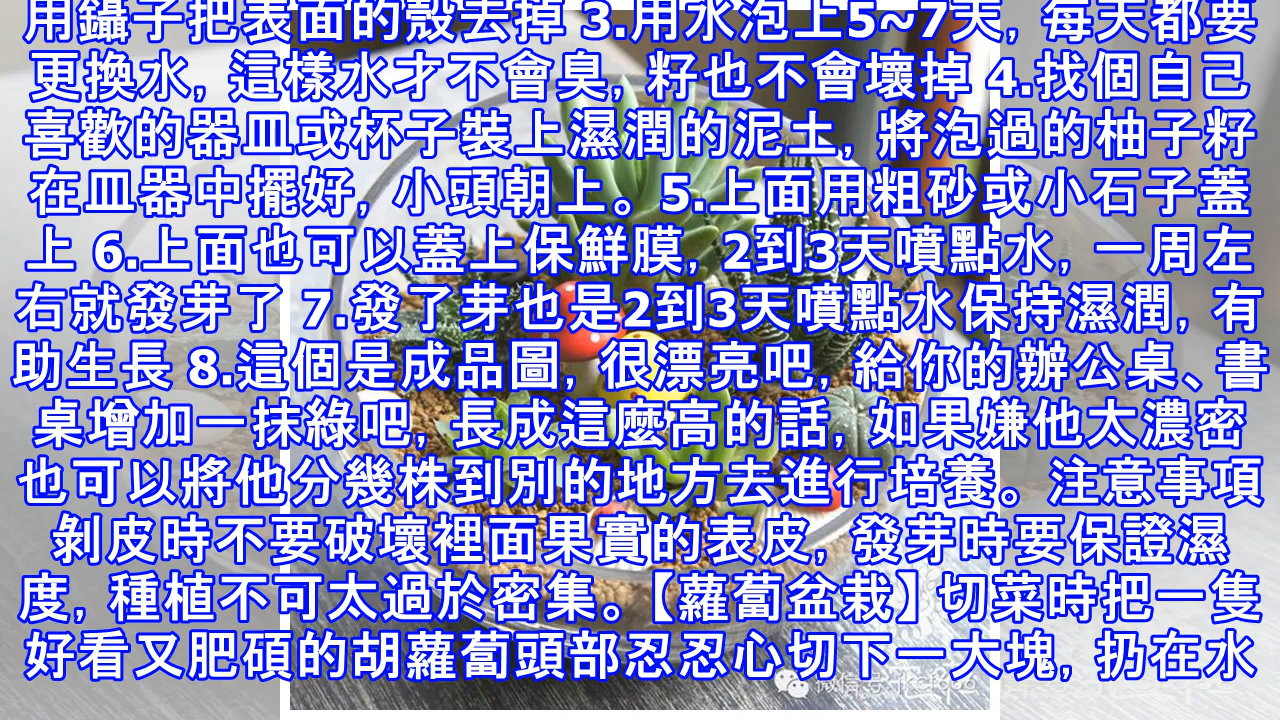 用鑷子把表面的殼去掉 3.用水泡上5~7天, 每天都要
更換水, 這樣水才不會臭, 籽也不會壞掉 4.找個自己
喜歡的器皿或杯子裝上濕潤的泥土, 將泡過的柚子籽
在皿器中擺好, 小頭朝上。5.上面用粗砂或小石子蓋
上 6.上面也可以蓋上保鮮膜, 2到3天噴點水, 一周左
右就發芽了 7.發了芽也是2到3天噴點水保持濕潤, 有
助生長 8.這個是成品圖, 很漂亮吧, 給你的辦公桌、書
桌增加一抹綠吧, 長成這麼高的話, 如果嫌他太濃密
也可以將他分幾株到別的地方去進行培養。注意事項
剝皮時不要破壞裡面果實的表皮, 發芽時要保證濕
度, 種植不可太過於密集。【蘿蔔盆栽】切菜時把一隻
好看又肥碩的胡蘿蔔頭部忍忍心切下一大塊, 扔在水